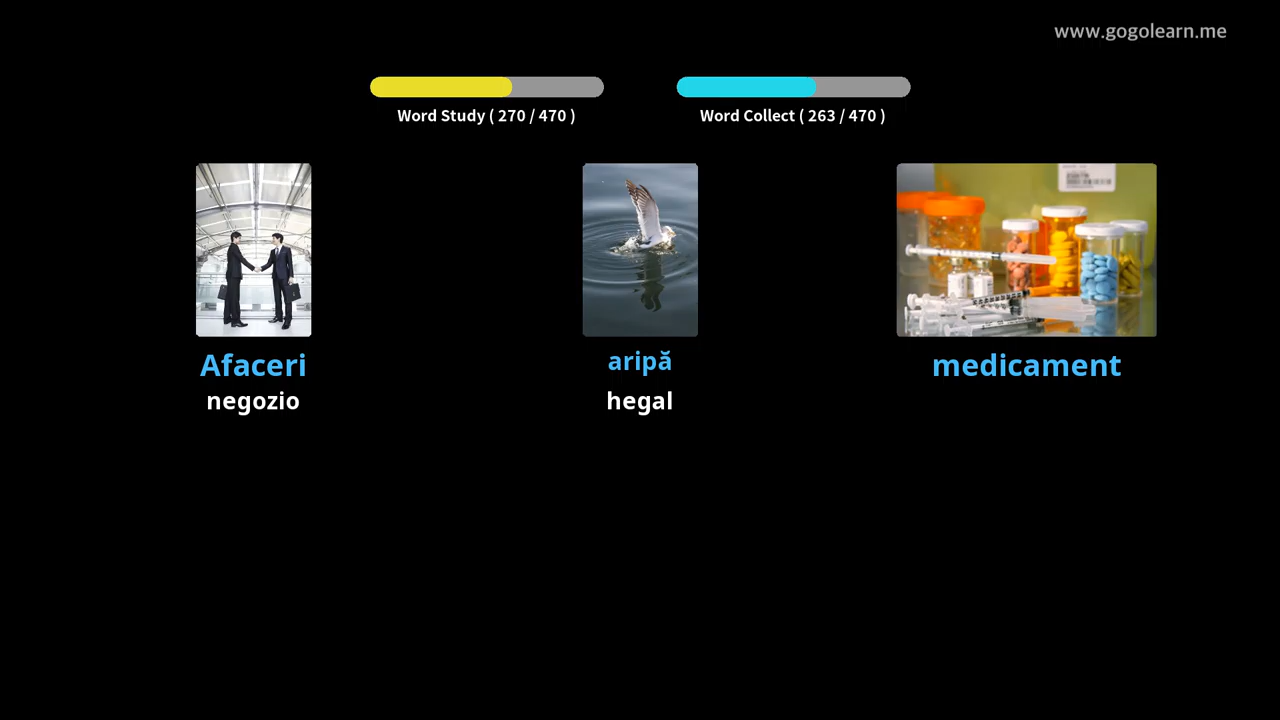 www.gogolearn.me
Word Study ( 270 / 470 )
Word Collect ( 263 / 470 )
Afaceri
negozio
aripă
hegal
medicament